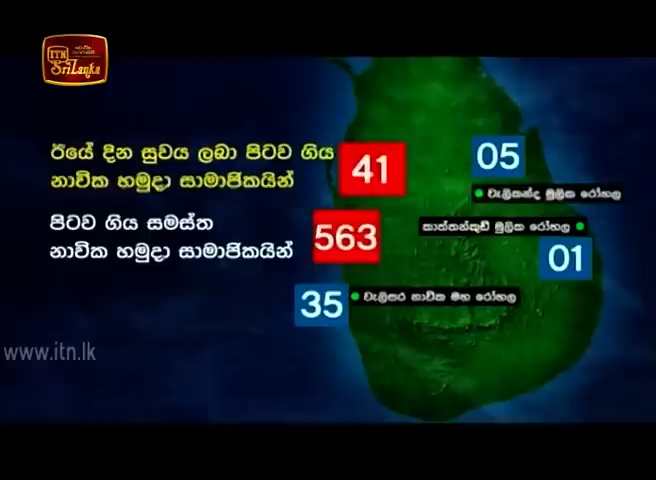 ITN
Sri Lanka
ඊයේ දින සුවය ලබා පිටව ගිය
නාවික හමුදා සාමාජිකයින්
41
පිටව ගිය සමස්ත
නාවික හමුදා සාමාජිකයින්
563
05
වැලිකන්ද මූලික රෝහල
කාත්තන්කුඩි මූලික රෝහල
01
35
වැලිසර නාවික මහ රෝහල
www.itn.lk